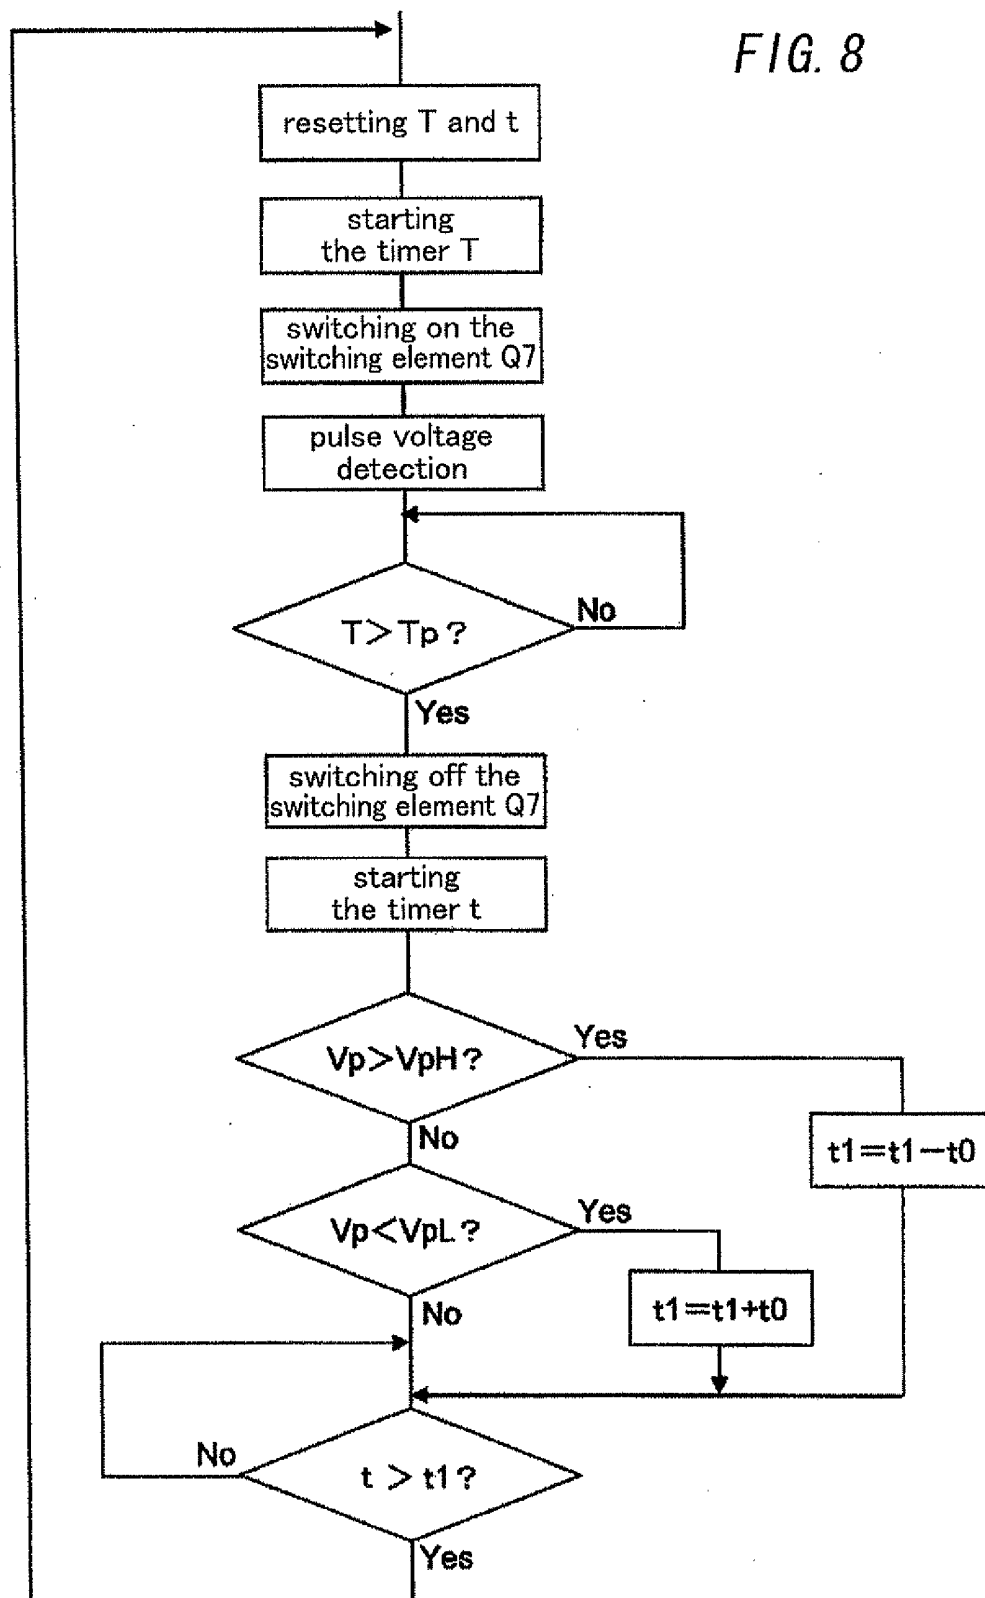 FIG. 8
resetting T and t
starting
the timer T
switching on the
switching element Q7
pulse voltage
detection
T>Tp?
No
Yes
switching off the
switching element Q7
starting
the timer t
Vp>VpH?
Yes
No
t1=t1-t0
Vp<VpL?
Yes
No
t1=t1+t0
t > t1?
No
Yes